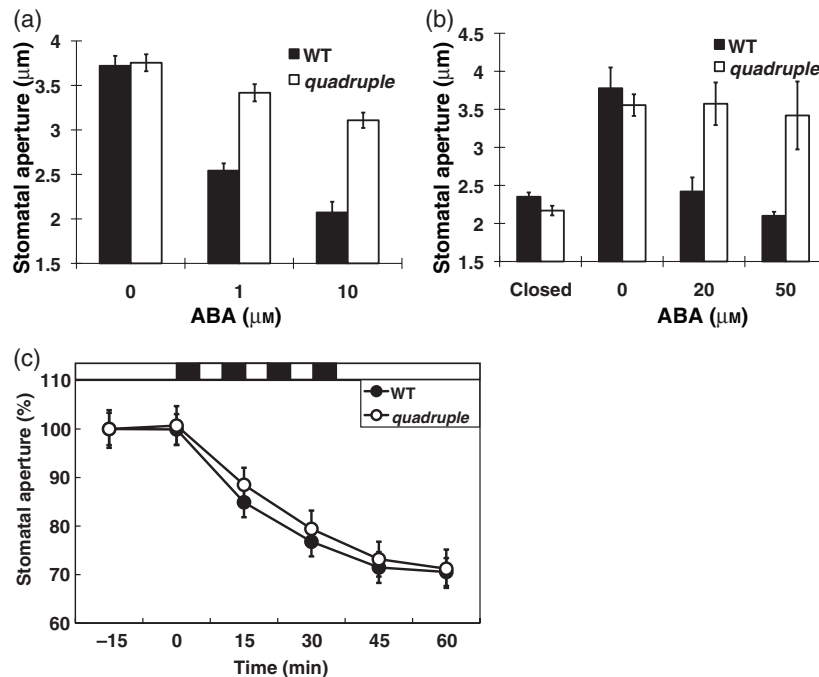 (a)
Stomatal aperture (μm)
4
3.5
3
2.5
2
1.5
WT
quadruple
0 1 10
ABA (μM)
(b)
Stomatal aperture (μm)
4.5
4
3.5
3
2.5
2
1.5
WT
quadruple
Closed 0 20 50
ABA (μM)
(c)
Stomatal aperture (%)
110
100
90
80
70
60
WT
quadruple
–15 0 15 30 45 60
Time (min)